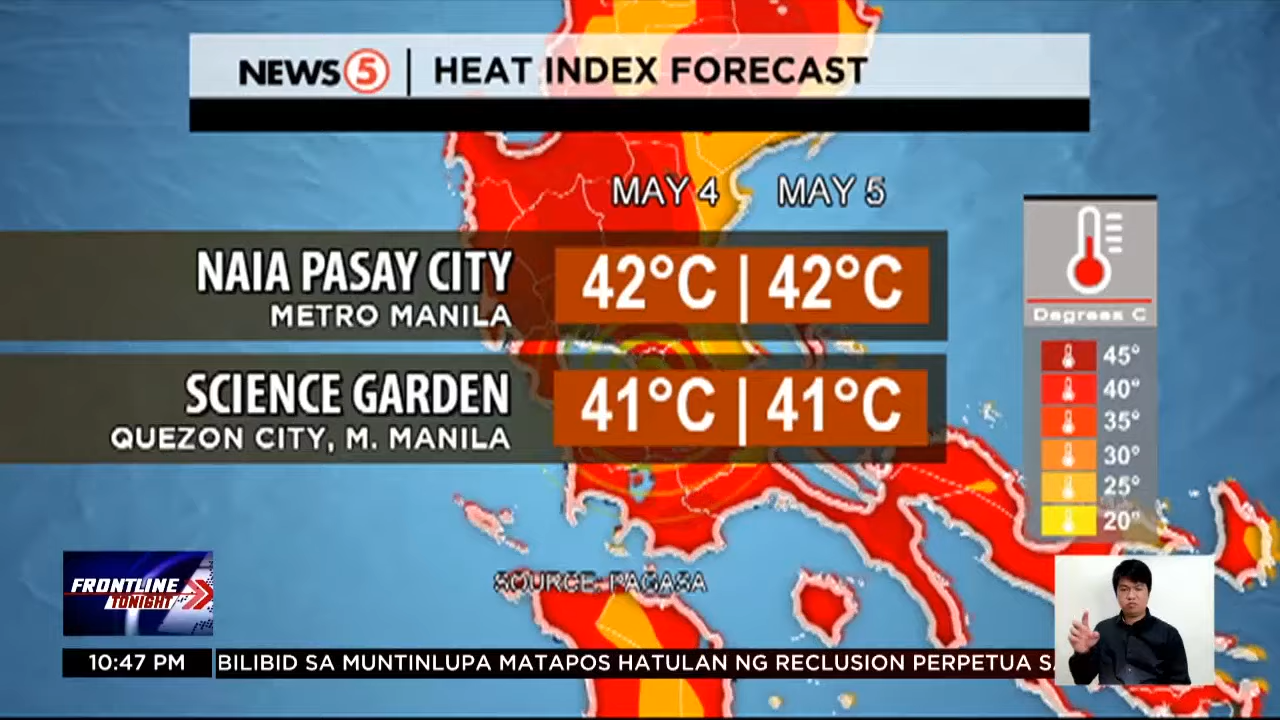 NEWS5 | HEAT INDEX FORECAST
MAY 4 MAY 5
NAIA PASAY CITY 42°C | 42°C
METRO MANILA
SCIENCE GARDEN 41°C | 41°C
QUEZON CITY, M. MANILA
Degrees C
45°
40°
35°
30°
25°
20°
SOURCE: PAGASA
FRONTLINE
TONIGHT
10:47 PM BILIBID SA MUNTINLUPA MATAPOS HATULAN NG RECLUSION PERPETUA SA